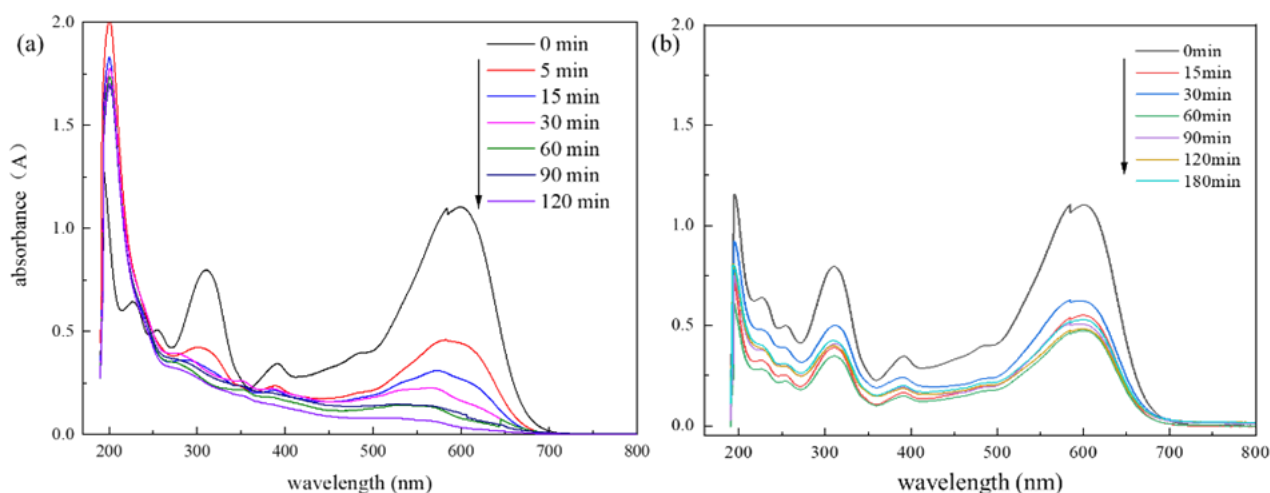 (a)
0 min
5 min
15 min
30 min
60 min
90 min
120 min
absorbance（A）
2.0
1.5
1.0
0.5
0.0
200 300 400 500 600 700 800
wavelength (nm)
(b)
0min
15min
30min
60min
90min
120min
180min
2.0
1.5
1.0
0.5
0.0
200 300 400 500 600 700 800
wavelength (nm)